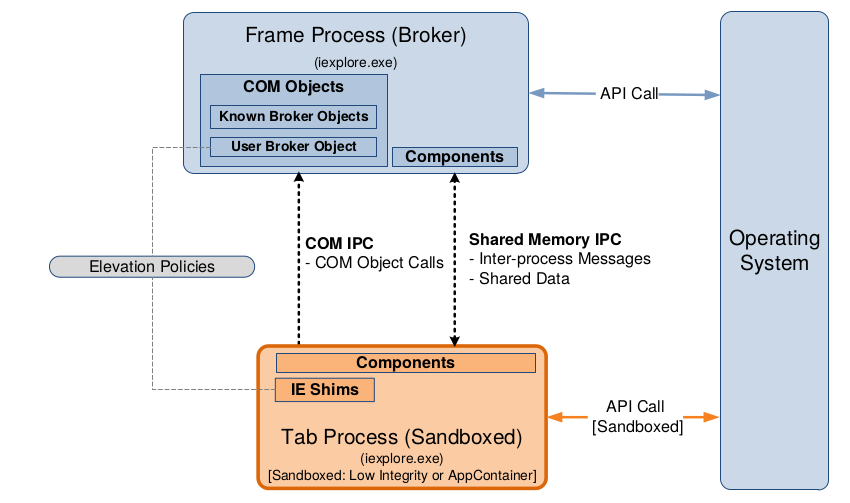 Frame Process (Broker)
(iexplore.exe)
COM Objects
Known Broker Objects
User Broker Object
Components
API Call
COM IPC
- COM Object Calls
Shared Memory IPC
- Inter-process Messages
- Shared Data
Elevation Policies
Operating
System
Components
IE Shims
Tab Process (Sandboxed)
(iexplore.exe)
[Sandboxed: Low Integrity or AppContainer]
API Call
[Sandboxed]